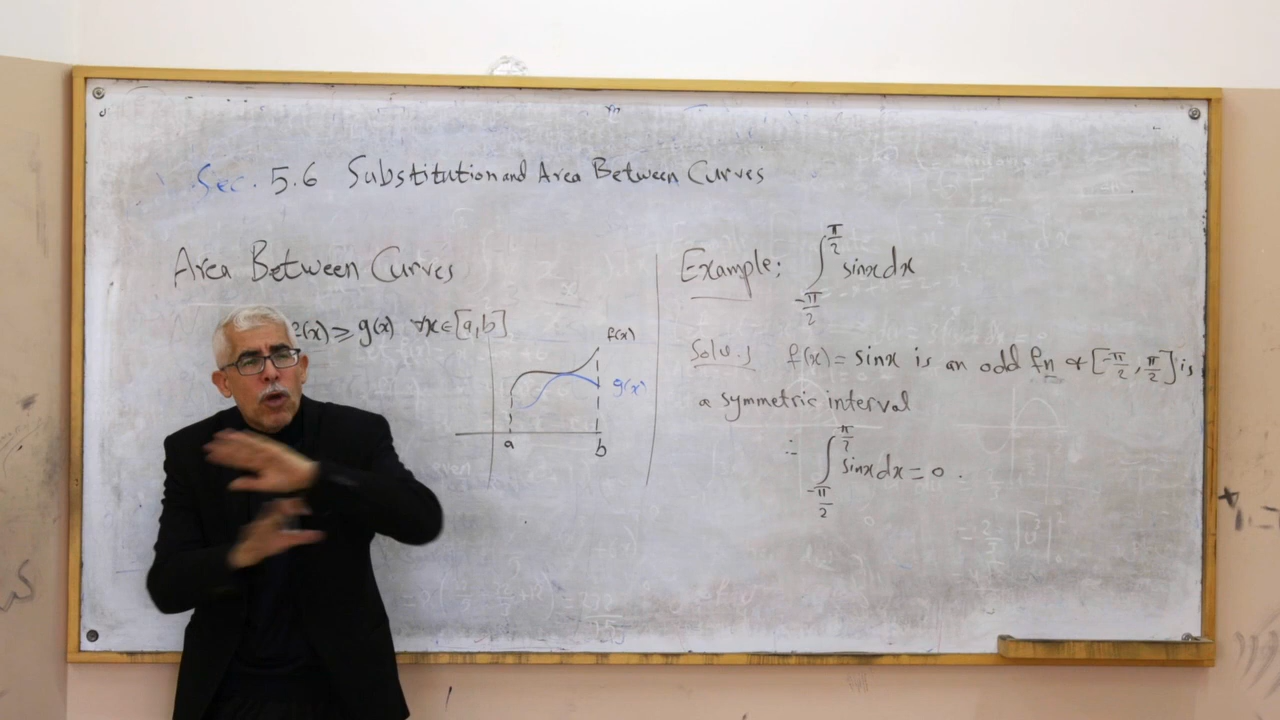 Sec. 5.6 Substitution and Area Between Curves
Area Between Curves
f(x) ⩾ g(x) ∀x∈[a,b]
f(x)
g(x)
a
b
Example: ∫_{-π/2}^{π/2} sinx dx
f(x) = sinx is an odd fn & [-π/2, π/2] is
a symmetric interval
∴ ∫_{-π/2}^{π/2} sinx dx = 0.